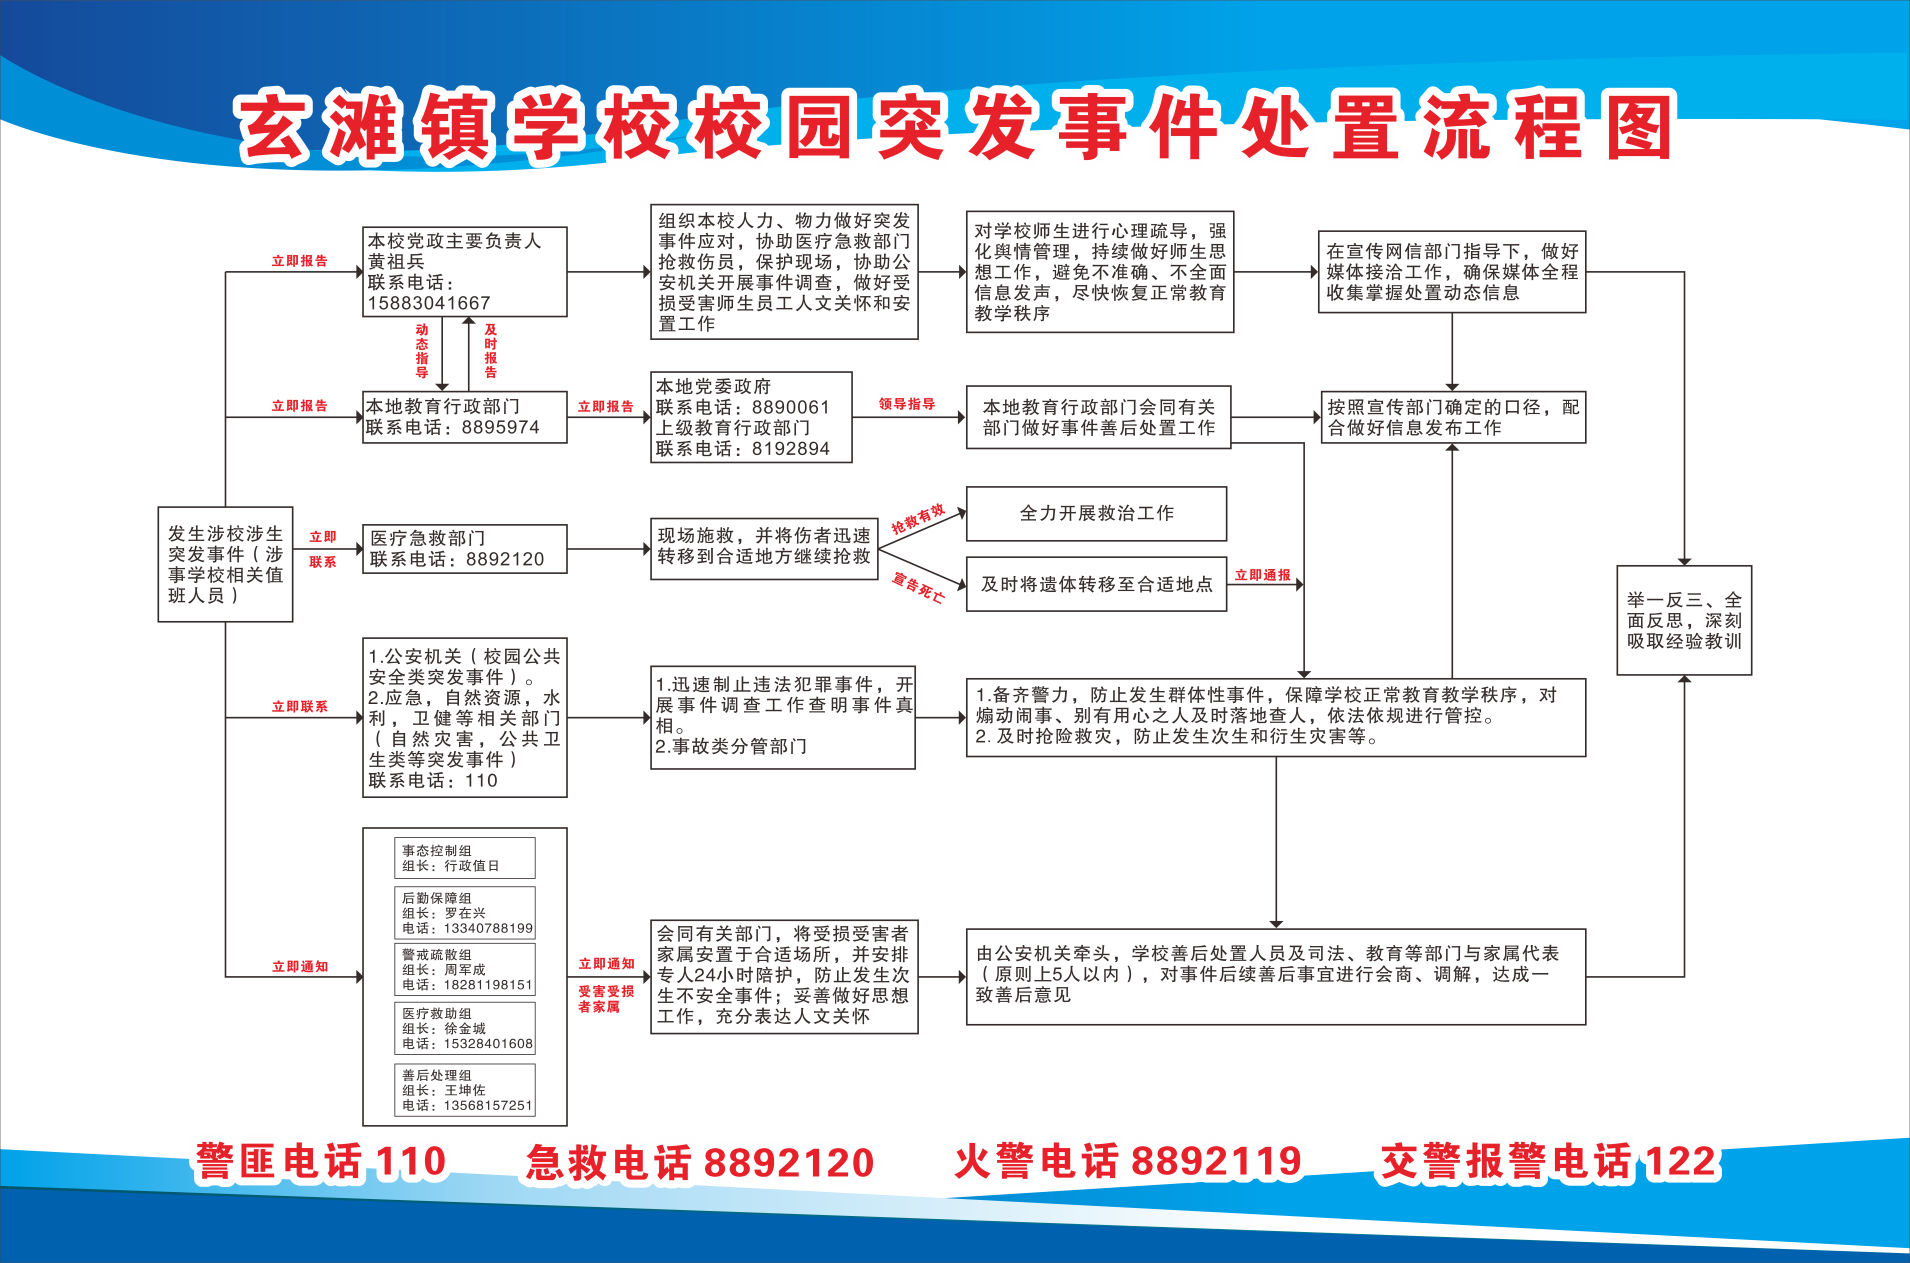 玄滩镇学校校园突发事件处置流程图
发生涉校涉生
突发事件（涉
事学校相关值
班人员）
立即报告
本校党政主要负责人
黄祖兵
联系电话：
15883041667
组织本校人力、物力做好突发
事件应对，协助医疗急救部门
抢救伤员，保护现场，协助公
安机关开展事件调查，做好受
损受害师生员工人文关怀和安
置工作
对学校师生进行心理疏导，强
化舆情管理，持续做好师生思
想工作，避免不准确、不全面
信息发声，尽快恢复正常教育
教学秩序
在宣传网信部门指导下，做好
媒体接洽工作，确保媒体全程
收集掌握处置动态信息
动态指导
及时报告
立即报告
本地教育行政部门
联系电话：8895974
立即报告
本地党委政府
联系电话：8890061
上级教育行政部门
联系电话：8192894
领导指导
本地教育行政部门会同有关
部门做好事件善后处置工作
按照宣传部门确定的口径，配
合做好信息发布工作
立即
联系
医疗急救部门
联系电话：8892120
现场施救，并将伤者迅速
转移到合适地方继续抢救
抢救有效
全力开展救治工作
宣告死亡
及时将遗体转移至合适地点
立即通报
举一反三、全
面反思，深刻
吸取经验教训
立即联系
1.公安机关（校园公共
安全类突发事件）。
2.应急，自然资源，水
利，卫健等相关部门
（自然灾害，公共卫
生类等突发事件）
联系电话：110
1.迅速制止违法犯罪事件，开
展事件调查工作查明事件真
相。
2.事故类分管部门
1.备齐警力，防止发生群体性事件，保障学校正常教育教学秩序，对
煽动闹事、别有用心之人及时落地查人，依法依规进行管控。
2.及时抢险救灾，防止发生次生和衍生灾害等。
立即通知
事态控制组
组长：行政值日
后勤保障组
组长：罗在兴
电话：13340788199
警戒疏散组
组长：周军成
电话：18281198151
医疗救助组
组长：徐金城
电话：15328401608
善后处理组
组长：王坤佐
电话：13568157251
立即通知
受害受损
者家属
会同有关部门，将受损受害者
家属安置于合适场所，并安排
专人24小时陪护，防止发生次
生不安全事件；妥善做好思想
工作，充分表达人文关怀
由公安机关牵头，学校善后处置人员及司法、教育等部门与家属代表
（原则上5人以内），对事件后续善后事宜进行会商、调解，达成一
致善后意见
警匪电话 110
急救电话 8892120
火警电话 8892119
交警报警电话 122